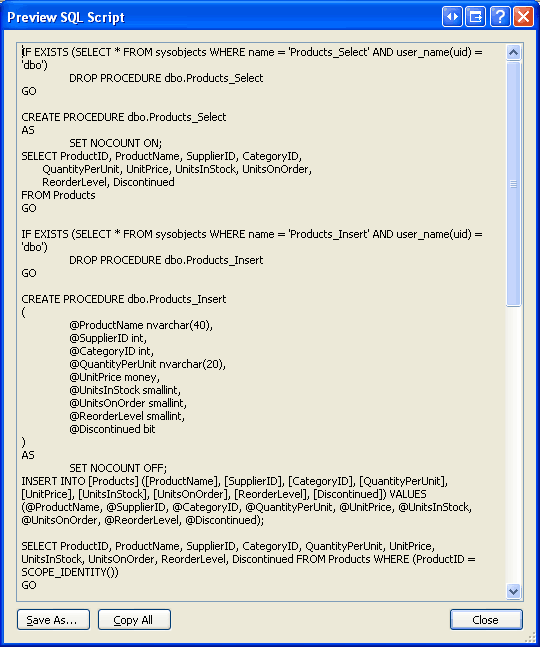 Preview SQL Script
IF EXISTS (SELECT * FROM sysobjects WHERE name = 'Products_Select' AND user_name(uid) =
'dbo')
DROP PROCEDURE dbo.Products_Select
GO
CREATE PROCEDURE dbo.Products_Select
AS
SET NOCOUNT ON;
SELECT ProductID, ProductName, SupplierID, CategoryID,
QuantityPerUnit, UnitPrice, UnitsInStock, UnitsOnOrder,
ReorderLevel, Discontinued
FROM Products
GO
IF EXISTS (SELECT * FROM sysobjects WHERE name = 'Products_Insert' AND user_name(uid) =
'dbo')
DROP PROCEDURE dbo.Products_Insert
GO
CREATE PROCEDURE dbo.Products_Insert
(
@ProductName nvarchar(40),
@SupplierID int,
@CategoryID int,
@QuantityPerUnit nvarchar(20),
@UnitPrice money,
@UnitsInStock smallint,
@UnitsOnOrder smallint,
@ReorderLevel smallint,
@Discontinued bit
)
AS
SET NOCOUNT OFF;
INSERT INTO [Products] ([ProductName], [SupplierID], [CategoryID], [QuantityPerUnit],
[UnitPrice], [UnitsInStock], [UnitsOnOrder], [ReorderLevel], [Discontinued]) VALUES
(@ProductName, @SupplierID, @CategoryID, @QuantityPerUnit, @UnitPrice, @UnitsInStock,
@UnitsOnOrder, @ReorderLevel, @Discontinued);
SELECT ProductID, ProductName, SupplierID, CategoryID, QuantityPerUnit, UnitPrice,
UnitsInStock, UnitsOnOrder, ReorderLevel, Discontinued FROM Products WHERE (ProductID =
SCOPE_IDENTITY())
GO
Save As... Copy All Close